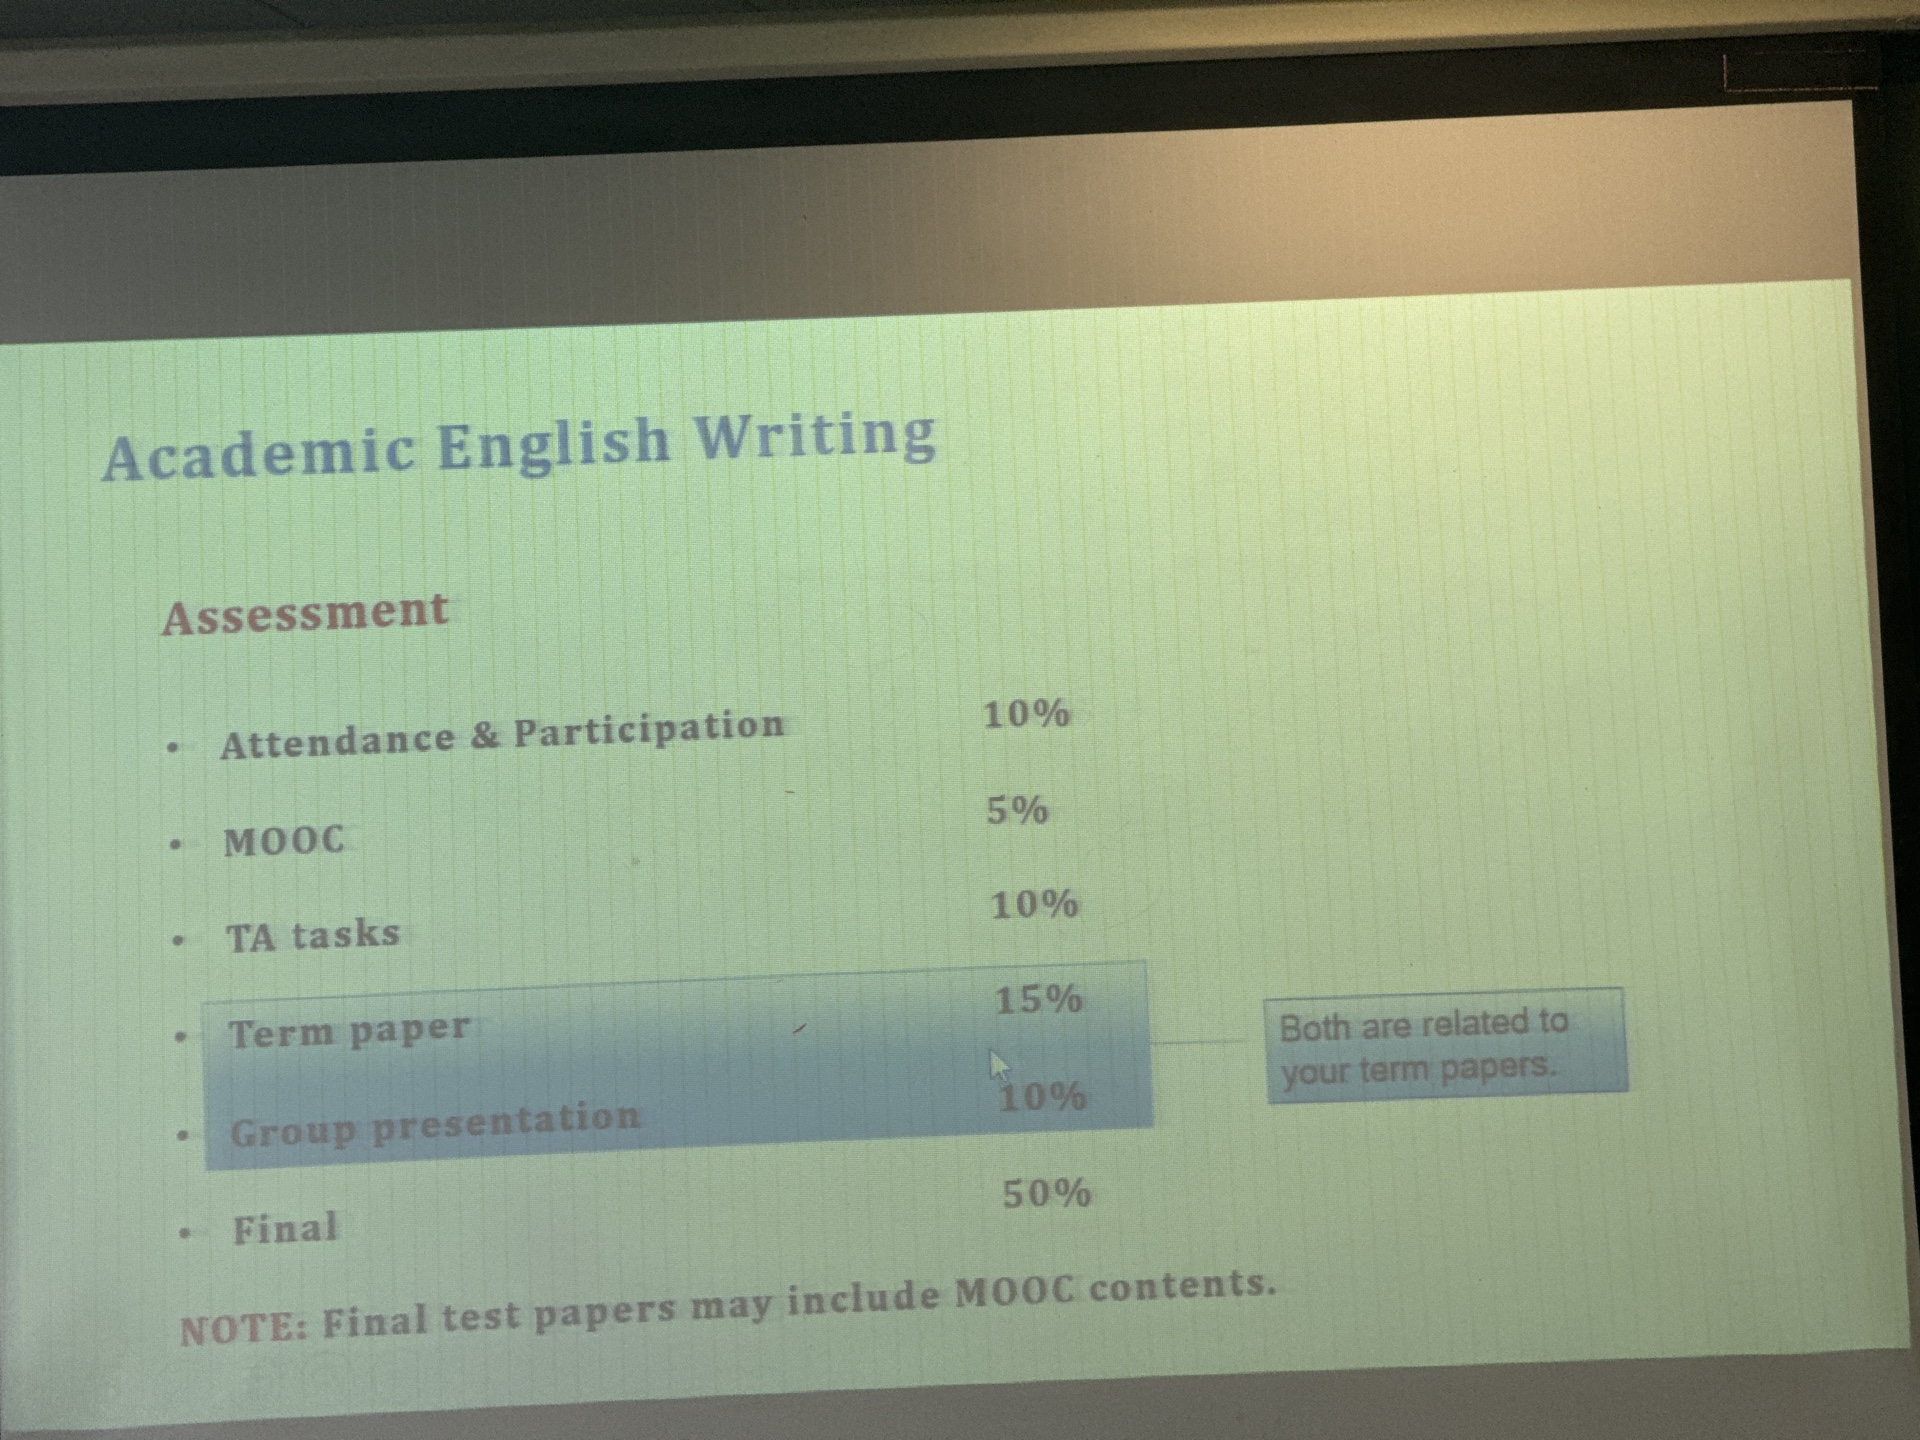 Academic English Writing
Assessment
• Attendance & Participation 10%
• MOOC 5%
• TA tasks 10%
• Term paper 15%
• Group presentation 10%
Both are related to
your term papers.
• Final 50%
NOTE: Final test papers may include MOOC contents.